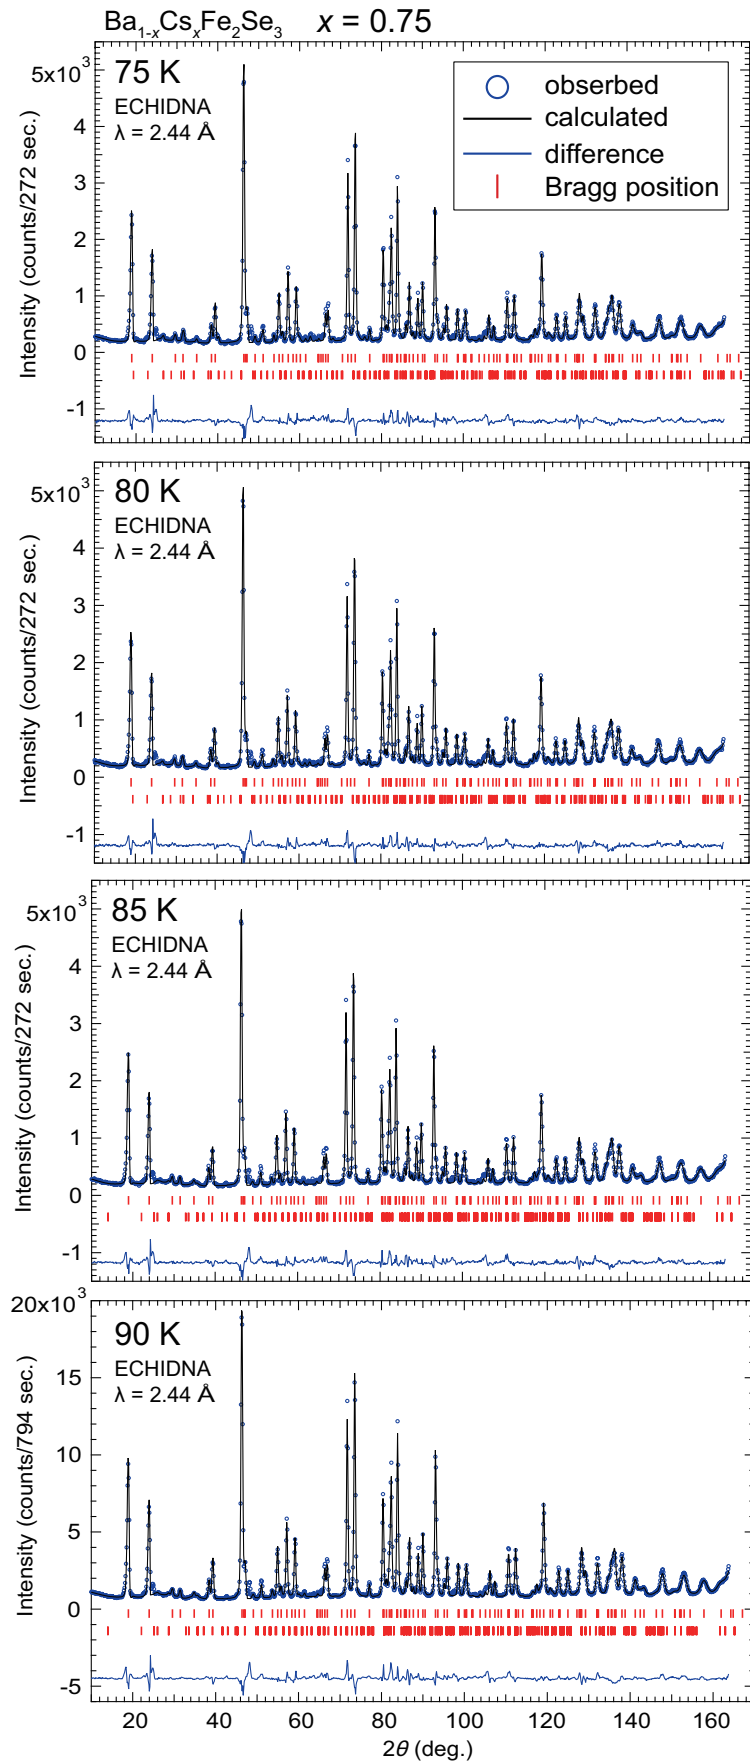 Ba1-xCsxFe2Se3 x = 0.75
75 K
ECHIDNA
λ = 2.44 Å
obserbed
calculated
difference
Bragg position
5x10^3
4
3
2
1
0
-1
Intensity (counts/272 sec.)
80 K
ECHIDNA
λ = 2.44 Å
5x10^3
4
3
2
1
0
-1
Intensity (counts/272 sec.)
85 K
ECHIDNA
λ = 2.44 Å
5x10^3
4
3
2
1
0
-1
Intensity (counts/272 sec.)
90 K
ECHIDNA
λ = 2.44 Å
20x10^3
15
10
5
0
-5
Intensity (counts/794 sec.)
20 40 60 80 100 120 140 160
2θ (deg.)